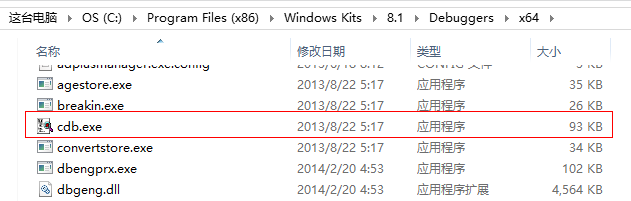 这台电脑 OS (C:) Program Files (x86) Windows Kits 8.1 Debuggers x64
名称 修改日期 类型 大小
adplusmanager.exe.config
agestore.exe 2013/8/22 5:17 应用程序 35 KB
breakin.exe 2013/8/22 5:17 应用程序 26 KB
cdb.exe 2013/8/22 5:17 应用程序 93 KB
convertstore.exe 2013/8/22 5:17 应用程序 34 KB
dbengprx.exe 2014/2/20 4:53 应用程序 102 KB
dbgeng.dll 2014/2/20 4:53 应用程序扩展 4,564 KB